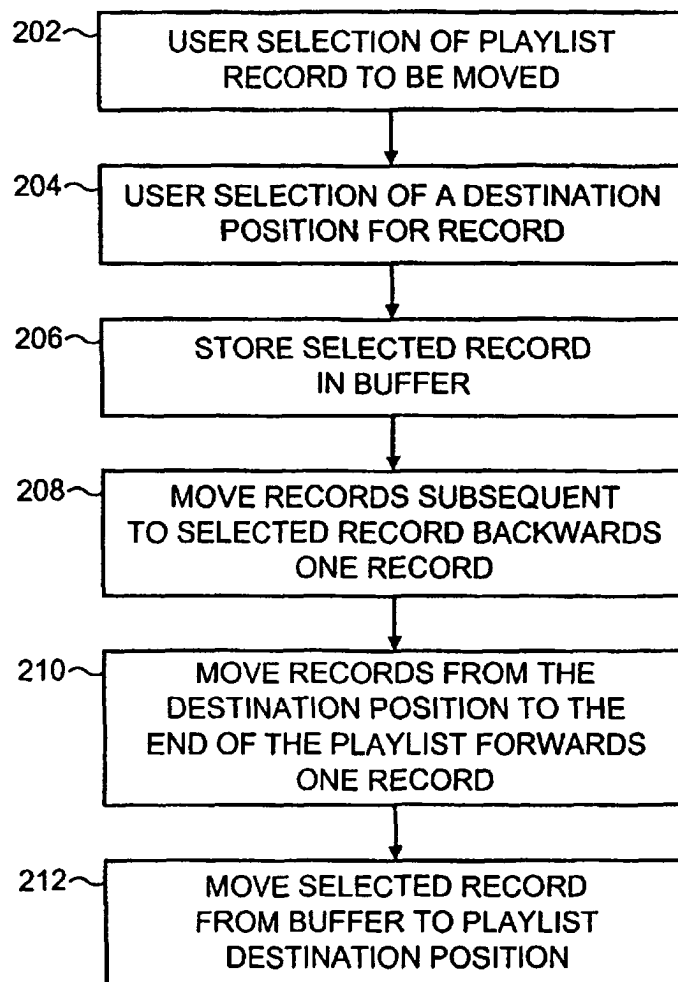 202
USER SELECTION OF PLAYLIST
RECORD TO BE MOVED
204
USER SELECTION OF A DESTINATION
POSITION FOR RECORD
206
STORE SELECTED RECORD
IN BUFFER
208
MOVE RECORDS SUBSEQUENT
TO SELECTED RECORD BACKWARDS
ONE RECORD
210
MOVE RECORDS FROM THE
DESTINATION POSITION TO THE
END OF THE PLAYLIST FORWARDS
ONE RECORD
212
MOVE SELECTED RECORD
FROM BUFFER TO PLAYLIST
DESTINATION POSITION